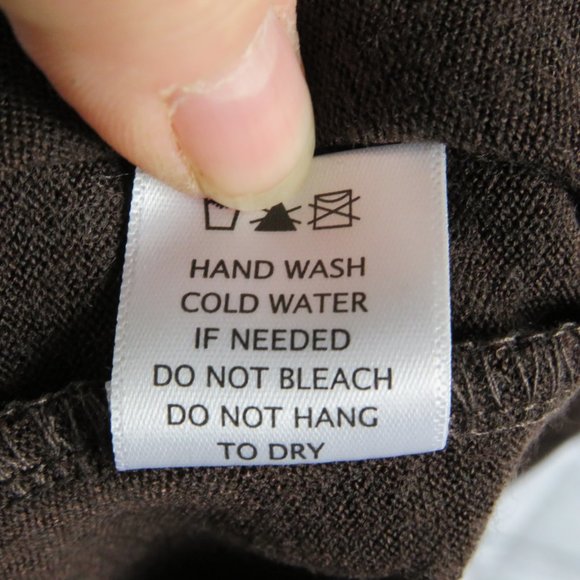 HAND WASH
COLD WATER
IF NEEDED
DO NOT BLEACH
DO NOT HANG
TO DRY